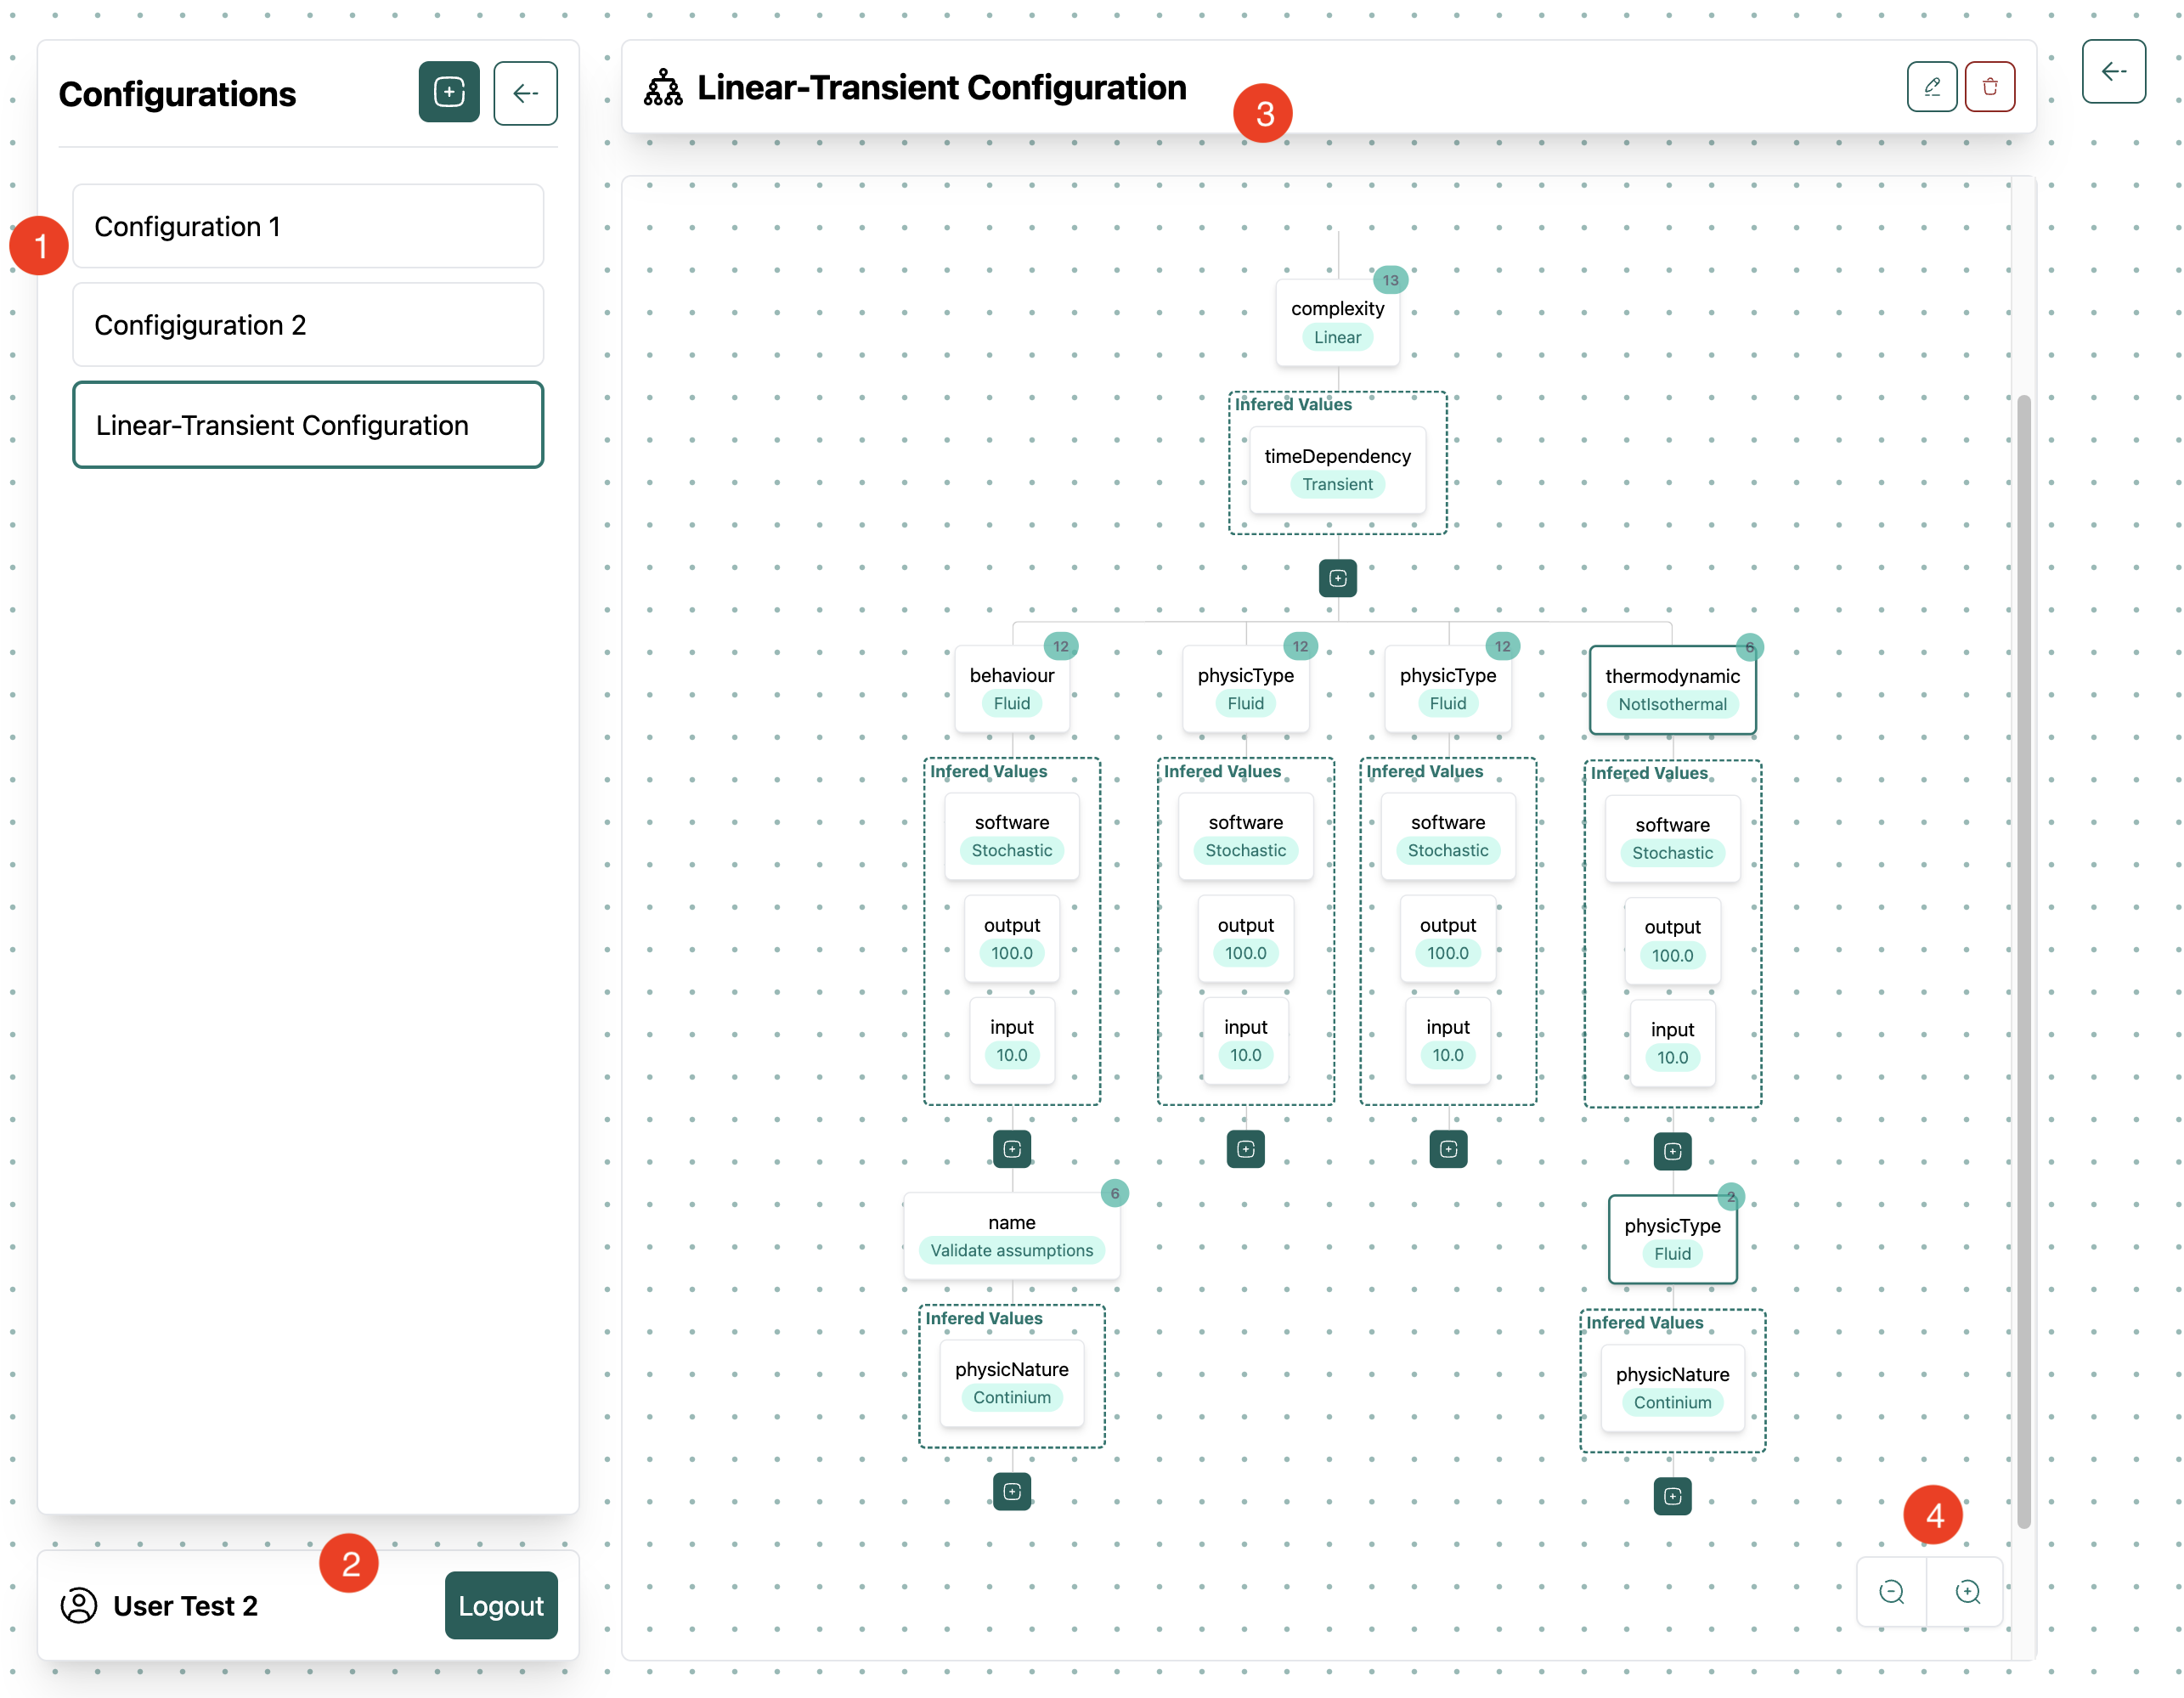 Configurations
1
Configuration 1
Configiguration 2
Linear-Transient Configuration
2
User Test 2
Logout
Linear-Transient Configuration
3
13
complexity
Linear
Infered Values
timeDependency
Transient
12
behaviour
Fluid
12
physicType
Fluid
12
physicType
Fluid
6
thermodynamic
NotIsothermal
Infered Values
software
Stochastic
output
100.0
input
10.0
Infered Values
software
Stochastic
output
100.0
input
10.0
Infered Values
software
Stochastic
output
100.0
input
10.0
Infered Values
software
Stochastic
output
100.0
input
10.0
6
name
Validate assumptions
Infered Values
physicNature
Continium
2
physicType
Fluid
Infered Values
physicNature
Continium
4